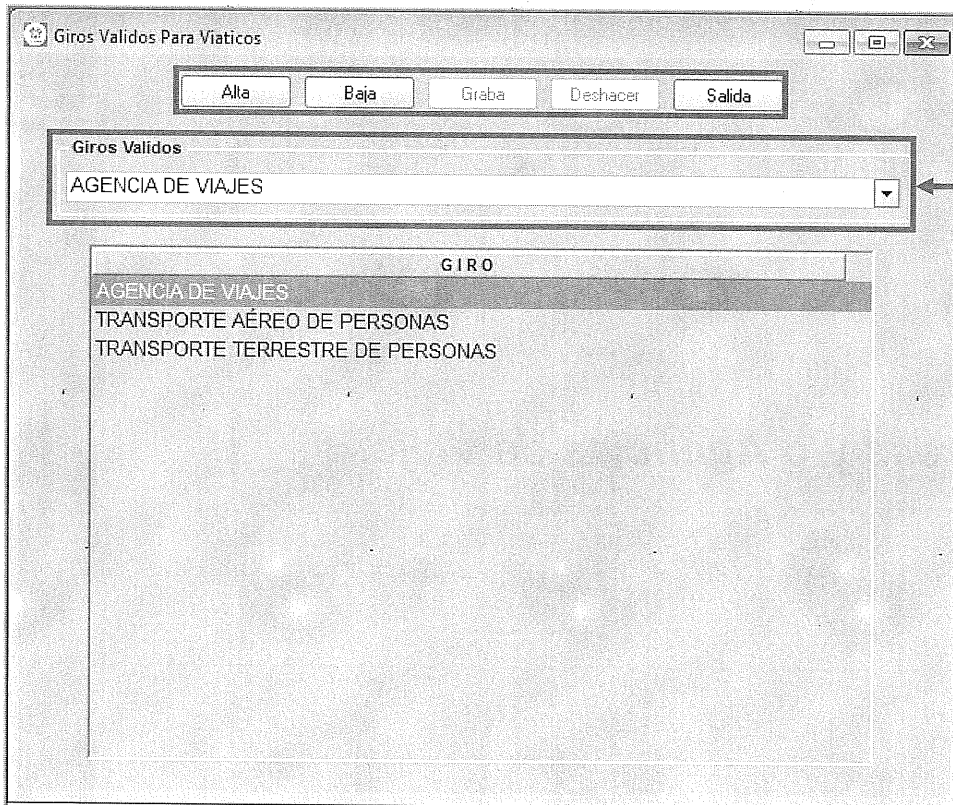 Giros Validos Para Viaticos
Alta Baja Graba Deshacer Salida
Giros Validos
AGENCIA DE VIAJES
GIRO
AGENCIA DE VIAJES
TRANSPORTE AÉREO DE PERSONAS
TRANSPORTE TERRESTRE DE PERSONAS